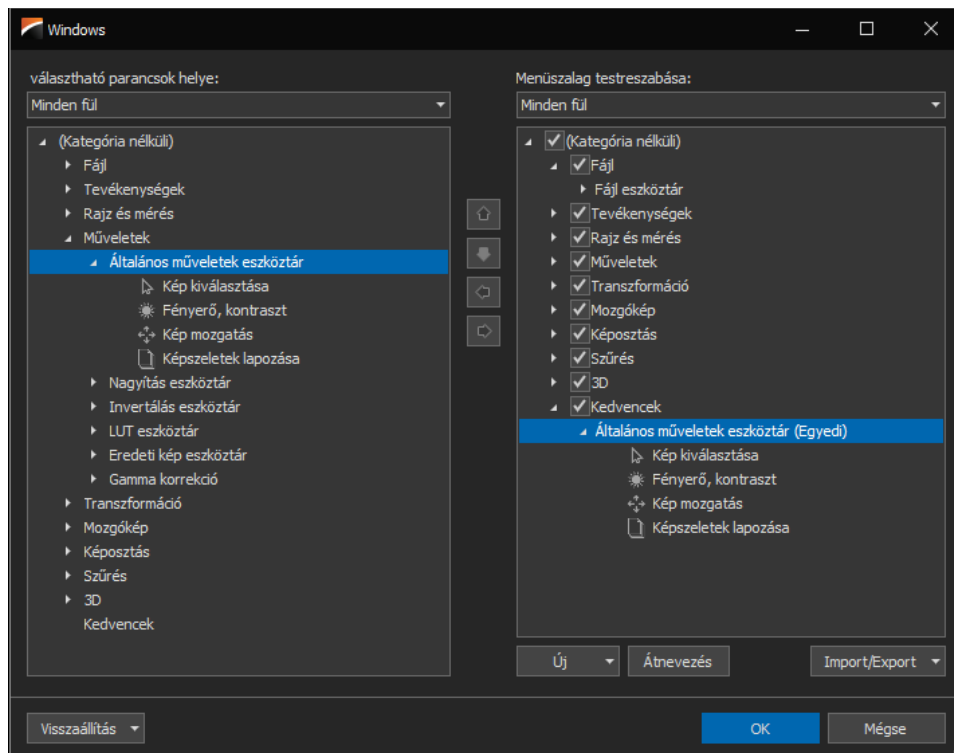 Windows
választható parancsok helye:
Minden fül
(Kategória nélküli)
Fájl
Tevékenységek
Rajz és mérés
Műveletek
Általános műveletek eszköztár
Kép kiválasztása
Fényerő, kontraszt
Kép mozgatás
Képszeletek lapozása
Nagyítás eszköztár
Invertálás eszköztár
LUT eszköztár
Eredeti kép eszköztár
Gamma korrekció
Transzformáció
Mozgókép
Képosztás
Szűrés
3D
Kedvencek
Menüszalag testreszabása:
Minden fül
(Kategória nélküli)
Fájl
Fájl eszköztár
Tevékenységek
Rajz és mérés
Műveletek
Transzformáció
Mozgókép
Képosztás
Szűrés
3D
Kedvencek
Általános műveletek eszköztár (Egyedi)
Kép kiválasztása
Fényerő, kontraszt
Kép mozgatás
Képszeletek lapozása
Új
Átnevezés
Import/Export
Visszaállítás
OK
Mégse